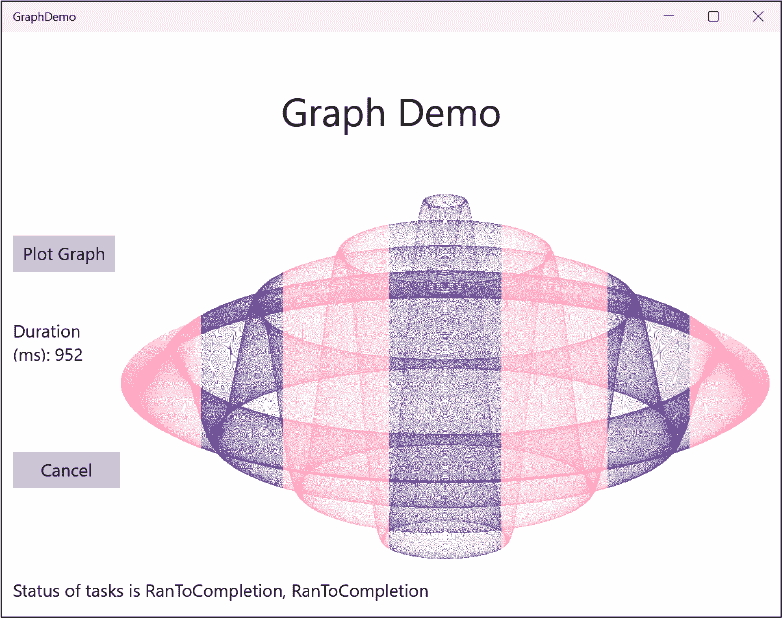 GraphDemo
Graph Demo
Plot Graph
Duration
(ms): 952
Cancel
Status of tasks is RanToCompletion, RanToCompletion